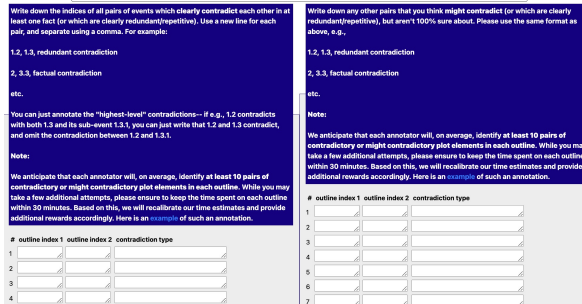 Write down the indices of all pairs of events which clearly contradict each other in at
least one fact (or which are clearly redundant/repetitive). Use a new line for each
pair, and separate using a comma. For example:
1.2, 1.3, redundant contradiction
2, 3.3, factual contradiction
etc.
You can just annotate the "highest-level" contradictions-- if e.g., 1.2 contradicts
with both 1.3 and its sub-event 1.3.1, you can just write that 1.2 and 1.3 contradict,
and omit the contradiction between 1.2 and 1.3.1.
Note:
We anticipate that each annotator will, on average, identify at least 10 pairs of
contradictory or might contradictory plot elements in each outline. While you may
take a few additional attempts, please ensure to keep the time spent on each outline
within 30 minutes. Based on this, we will recalibrate our time estimates and provide
additional rewards accordingly. Here is an example of such an annotation.
# outline index 1 outline index 2 contradiction type
1
2
3
4
Write down any other pairs that you think might contradict (or which are clearly
redundant/repetitive), but aren't 100% sure about. Please use the same format as
above, e.g.,
1.2, 1.3, redundant contradiction
2, 3.3, factual contradiction
etc.
Note:
We anticipate that each annotator will, on average, identify at least 10 pairs of
contradictory or might contradictory plot elements in each outline. While you may
take a few additional attempts, please ensure to keep the time spent on each outline
within 30 minutes. Based on this, we will recalibrate our time estimates and provide
additional rewards accordingly. Here is an example of such an annotation.
# outline index 1 outline index 2 contradiction type
1
2
3
4
5
6
7